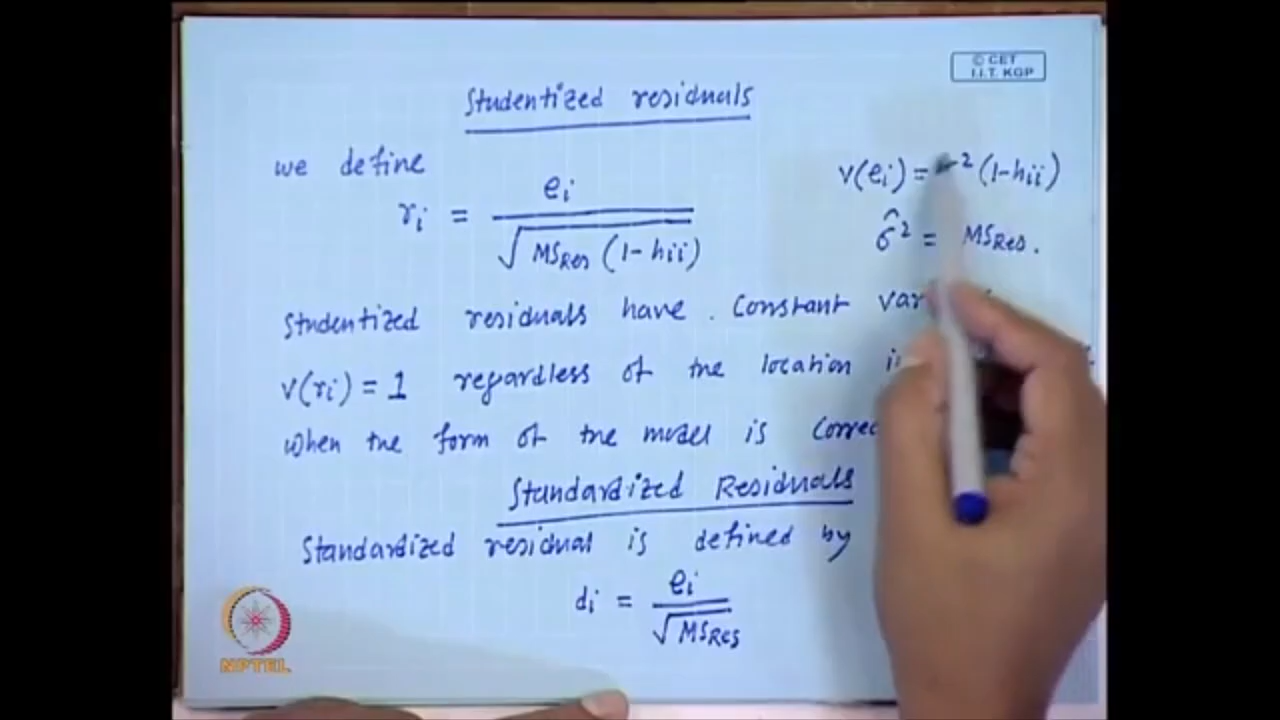 © CET
I.I.T. KGP
Studentized residuals
we define
v(ei) = σ² (1-hii)
ri = ei / √MSRes (1-hii)
σ̂² = MSRes.
Studentized residuals have . Constant
v(ri) = 1 regardless of the location
when the form of the model is
Standardized Residuals
Standardized residual is defined by
di = ei / √MSRes
NPTEL